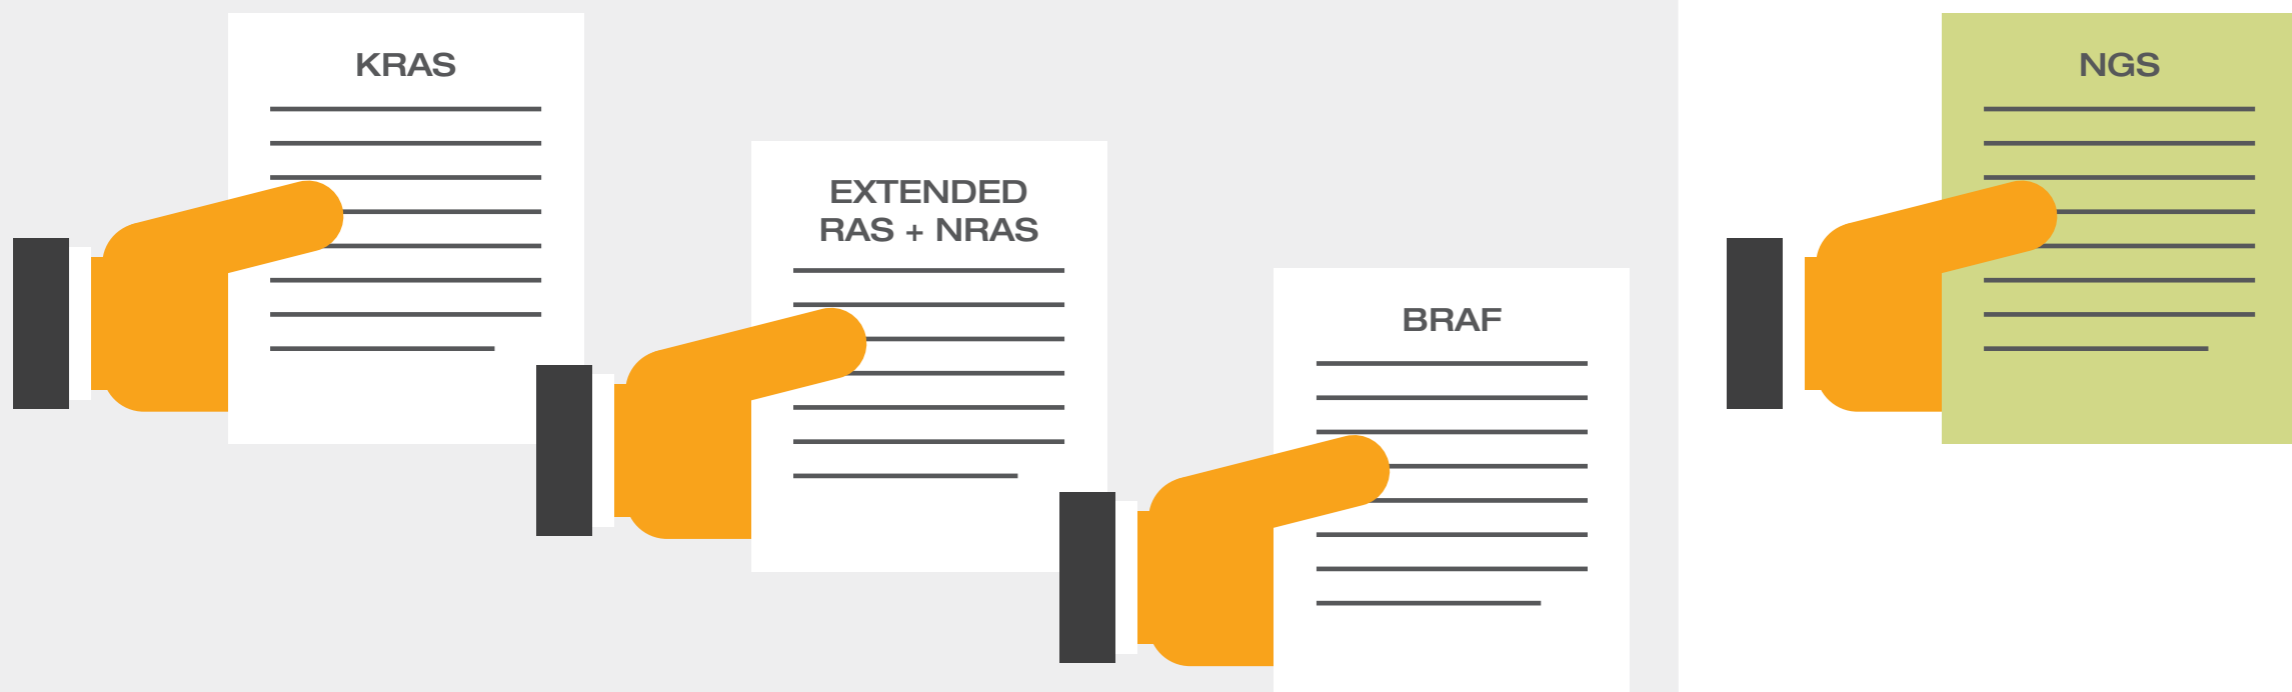 KRAS
EXTENDED
RAS + NRAS
BRAF
NGS